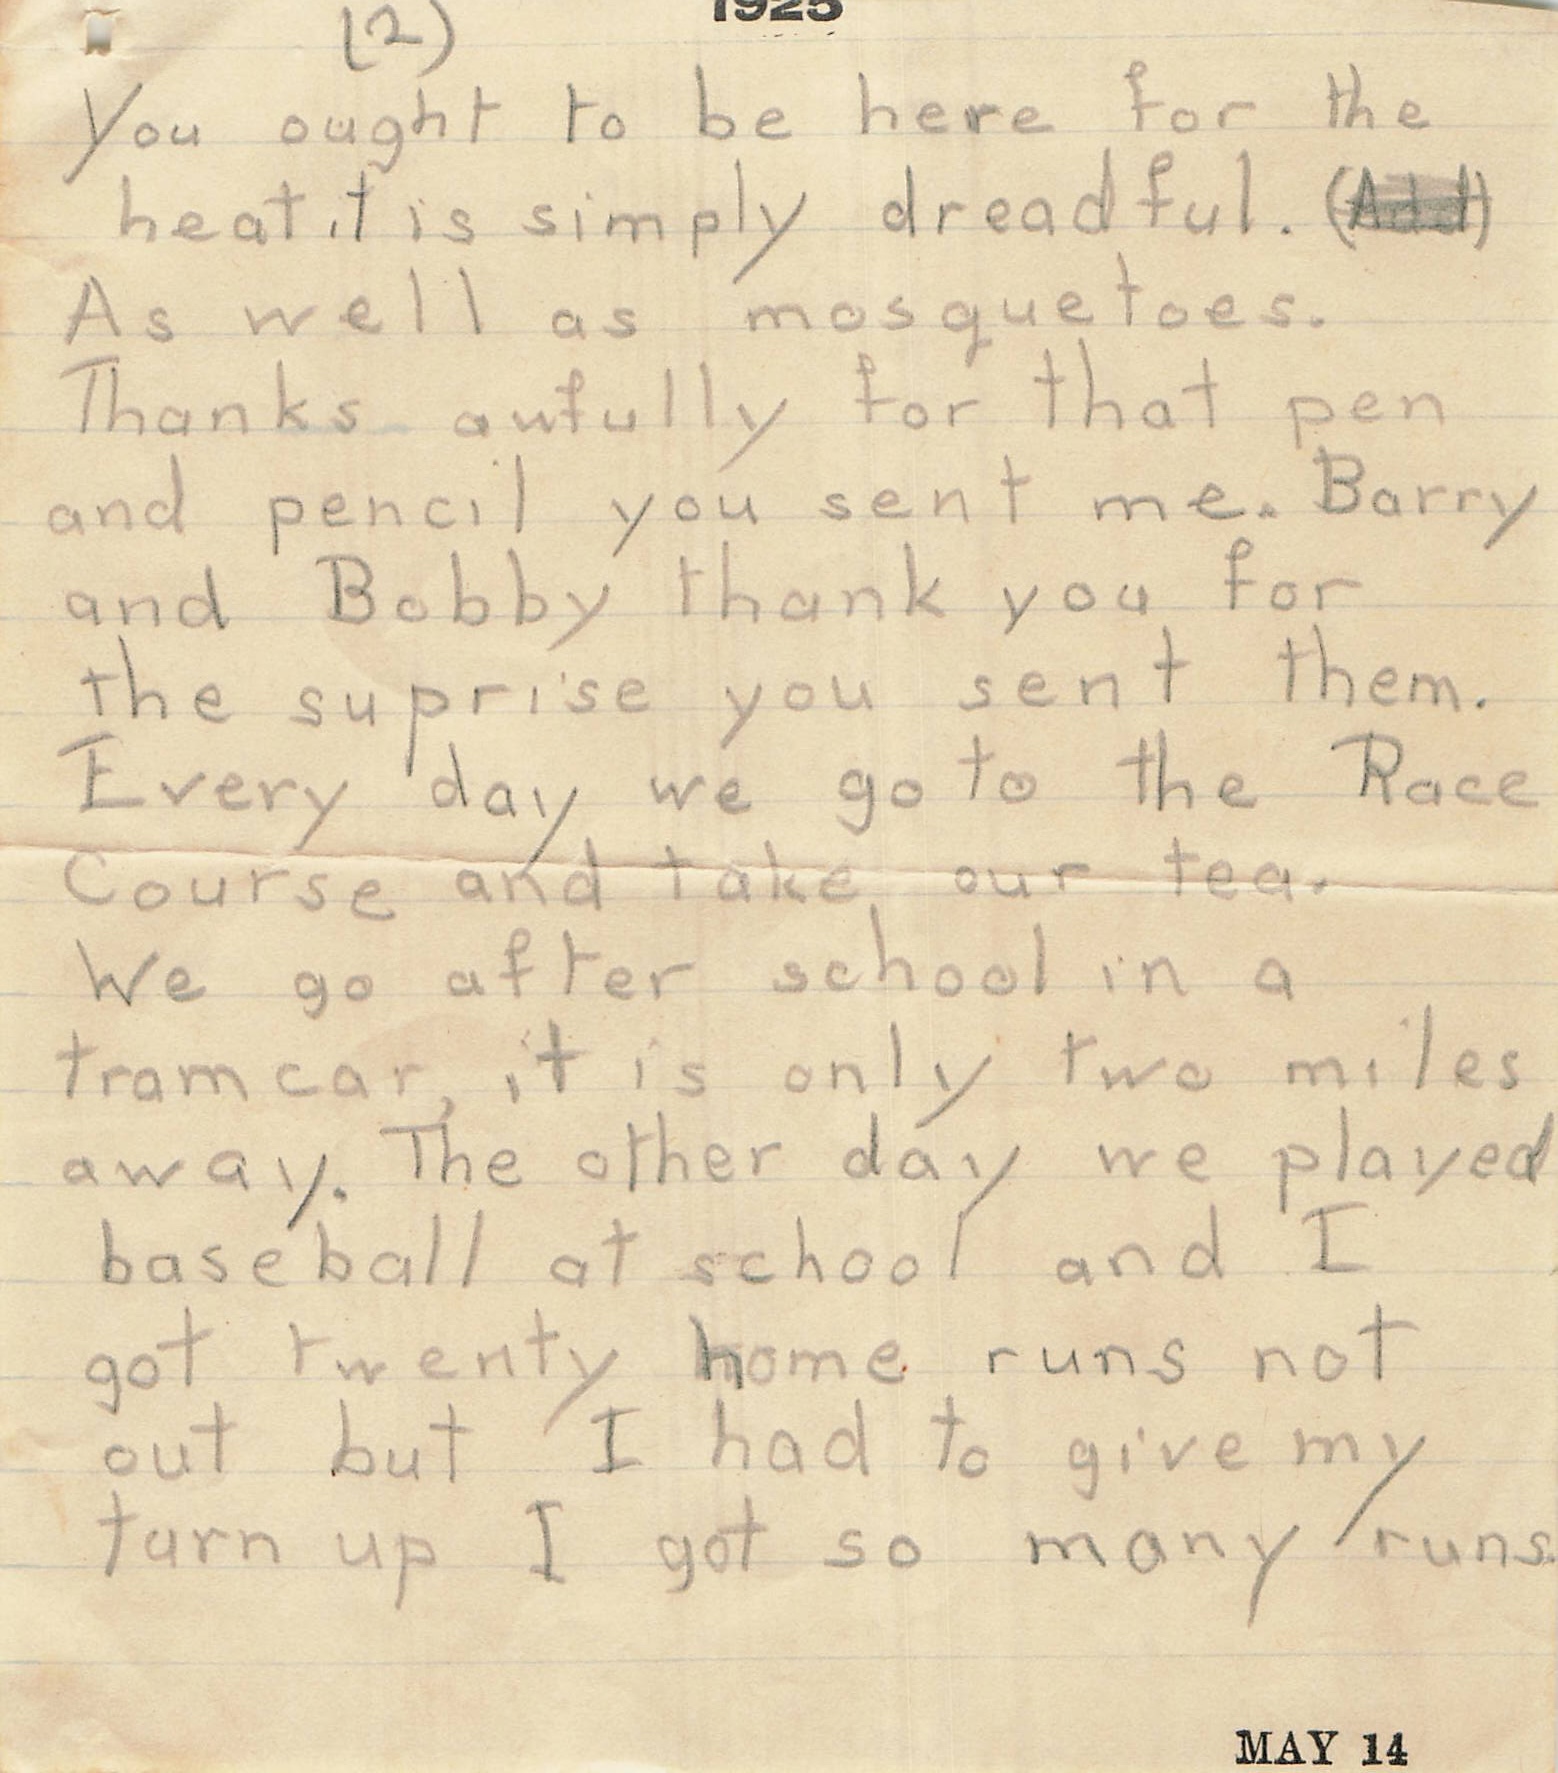 1925
(2)
You ought to be here for the
heat it is simply dreadful. (Add)
As well as mosquetoes.
Thanks awfully for that pen
and pencil you sent me. Barry
and Bobby thank you for
the suprise you sent them.
Every day we go to the Race
Course and take our tea.
We go after school in a
tramcar, it is only two miles
away. The other day we played
baseball at school and I
got twenty home runs not
out but I had to give my
turn up I got so many runs.
MAY 14